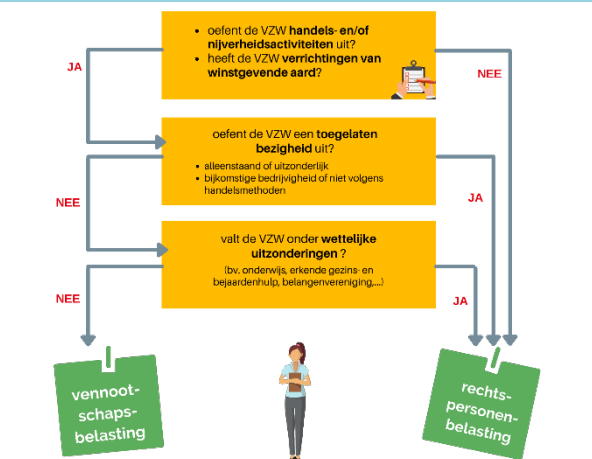 oefent de VZW handels- en/of
nijverheidsactiviteiten uit?
heeft de VZW verrichtingen van
winstgevende aard?
JA
NEE
oefent de VZW een toegelaten
bezigheid uit?
alleenstaand of uitzonderlijk
bijkomstige bedrijvigheid of niet volgens
handelsmethoden
NEE
JA
valt de VZW onder wettelijke
uitzonderingen ?
(bv. onderwijs, erkende gezins- en
bejaardenhulp, belangenvereniging,...)
NEE
JA
vennoot-
schaps-
belasting
rechts-
personen-
belasting